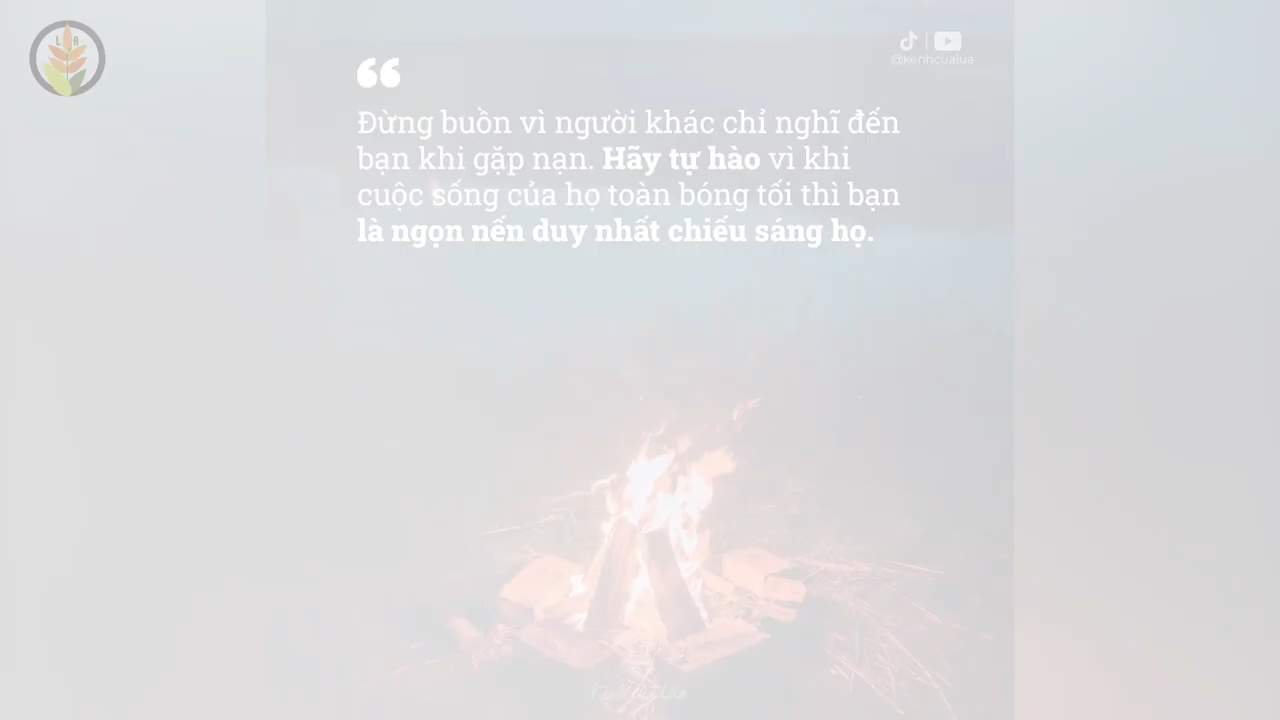 L A
@kenhcualua
“
Đừng buồn vì người khác chỉ nghĩ đến
bạn khi gặp nạn. Hãy tự hào vì khi
cuộc sống của họ toàn bóng tối thì bạn
là ngọn nến duy nhất chiếu sáng họ.